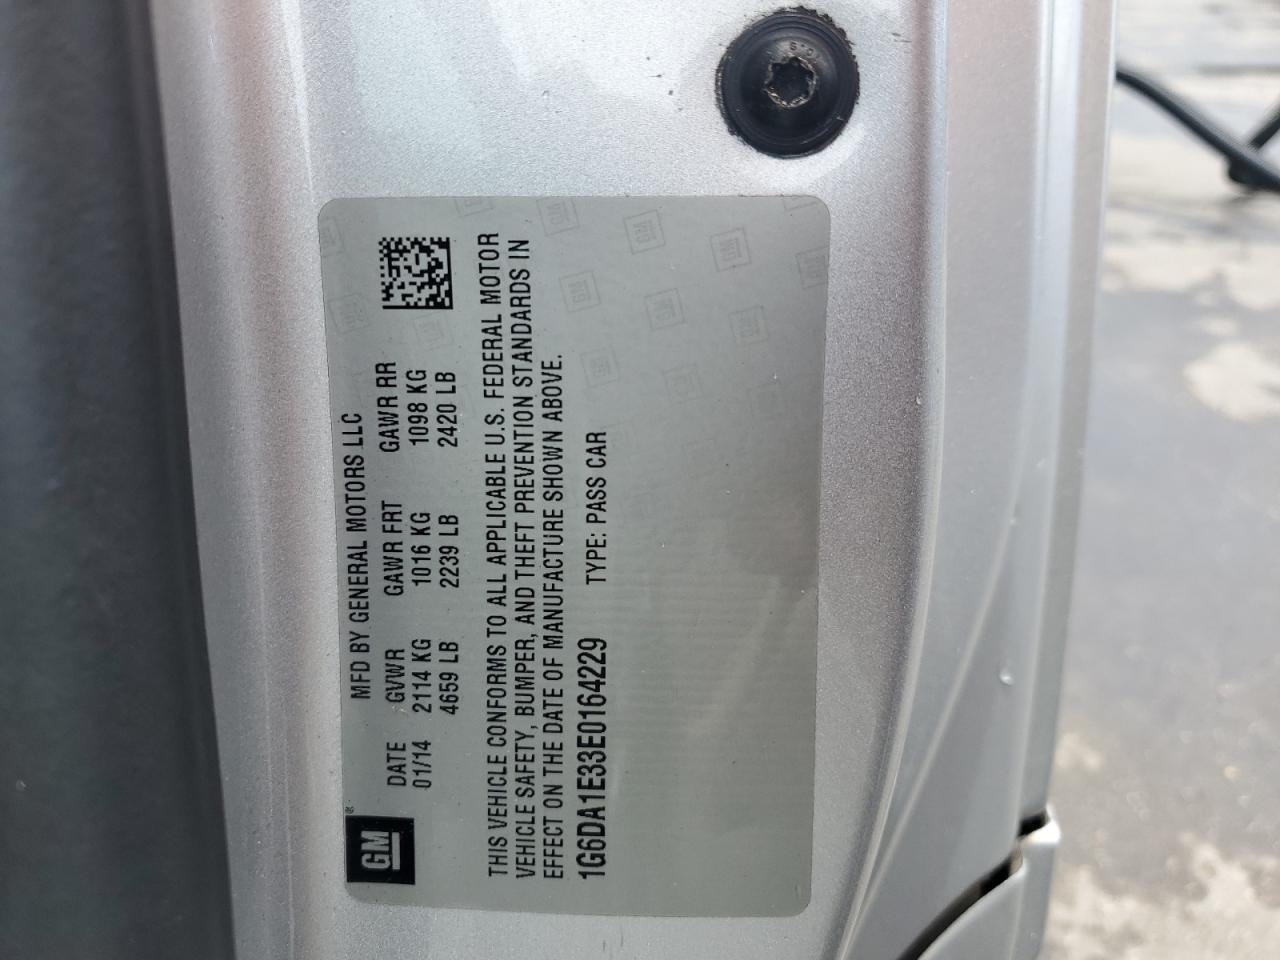 MFD BY GENERAL MOTORS LLC
DATE GVWR GAWR FRT GAWR RR
01/14 2114 KG 1016 KG 1098 KG
4659 LB 2239 LB 2420 LB
GM®
THIS VEHICLE CONFORMS TO ALL APPLICABLE U.S. FEDERAL MOTOR
VEHICLE SAFETY, BUMPER, AND THEFT PREVENTION STANDARDS IN
EFFECT ON THE DATE OF MANUFACTURE SHOWN ABOVE.
1G6DA1E33E0164229 TYPE: PASS CAR